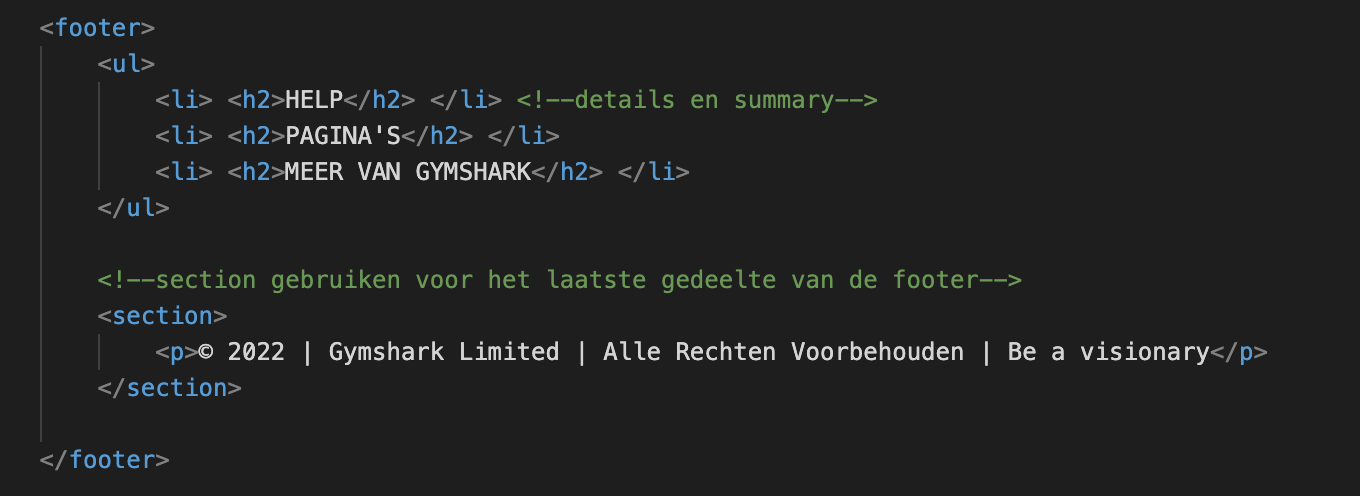 <footer>
<ul>
<li> <h2>HELP</h2> </li> <!--details en summary-->
<li> <h2>PAGINA'S</h2> </li>
<li> <h2>MEER VAN GYMSHARK</h2> </li>
</ul>
<!--section gebruiken voor het laatste gedeelte van de footer-->
<section>
<p>© 2022 | Gymshark Limited | Alle Rechten Voorbehouden | Be a visionary</p>
</section>
</footer>